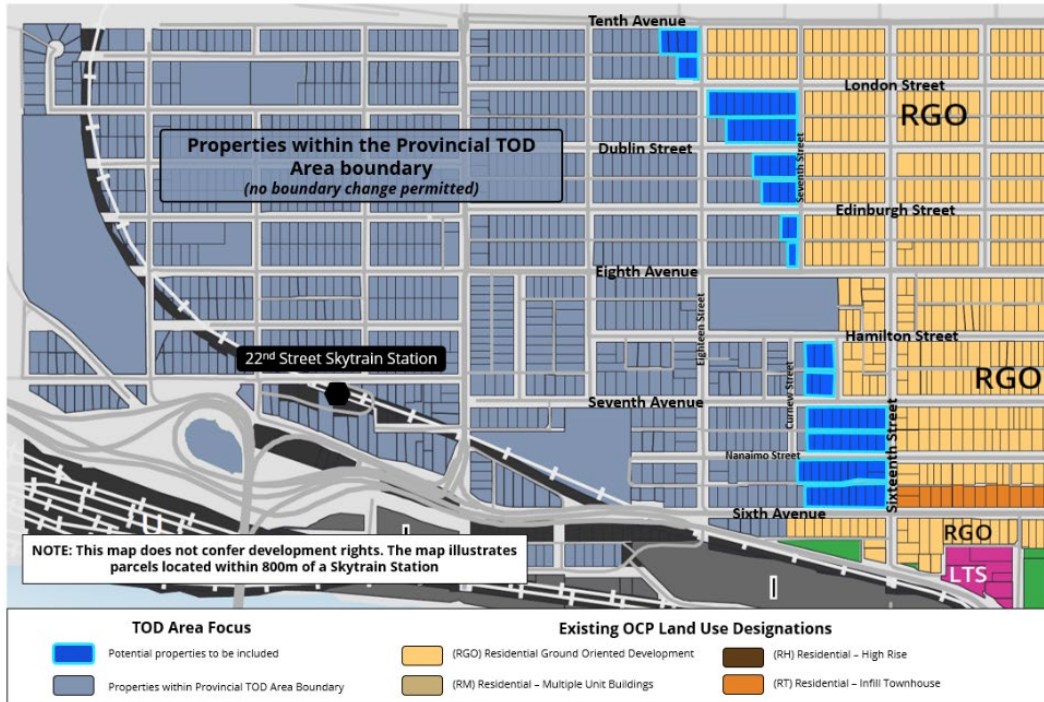 Tenth Avenue
London Street
RGO
Properties within the Provincial TOD
Area boundary
(no boundary change permitted)
Dublin Street
Seventh Street
Edinburgh Street
Eighth Avenue
Eighteen Street
Hamilton Street
22nd Street Skytrain Station
RGO
Curnew Street
Seventh Avenue
Sixteenth Street
Nanaimo Street
Sixth Avenue
U
I
RGO
NOTE: This map does not confer development rights. The map illustrates
parcels located within 800m of a Skytrain Station
LTS
I
TOD Area Focus
Potential properties to be included
Properties within Provincial TOD Area Boundary
Existing OCP Land Use Designations
(RGO) Residential Ground Oriented Development
(RM) Residential – Multiple Unit Buildings
(RH) Residential – High Rise
(RT) Residential – Infill Townhouse